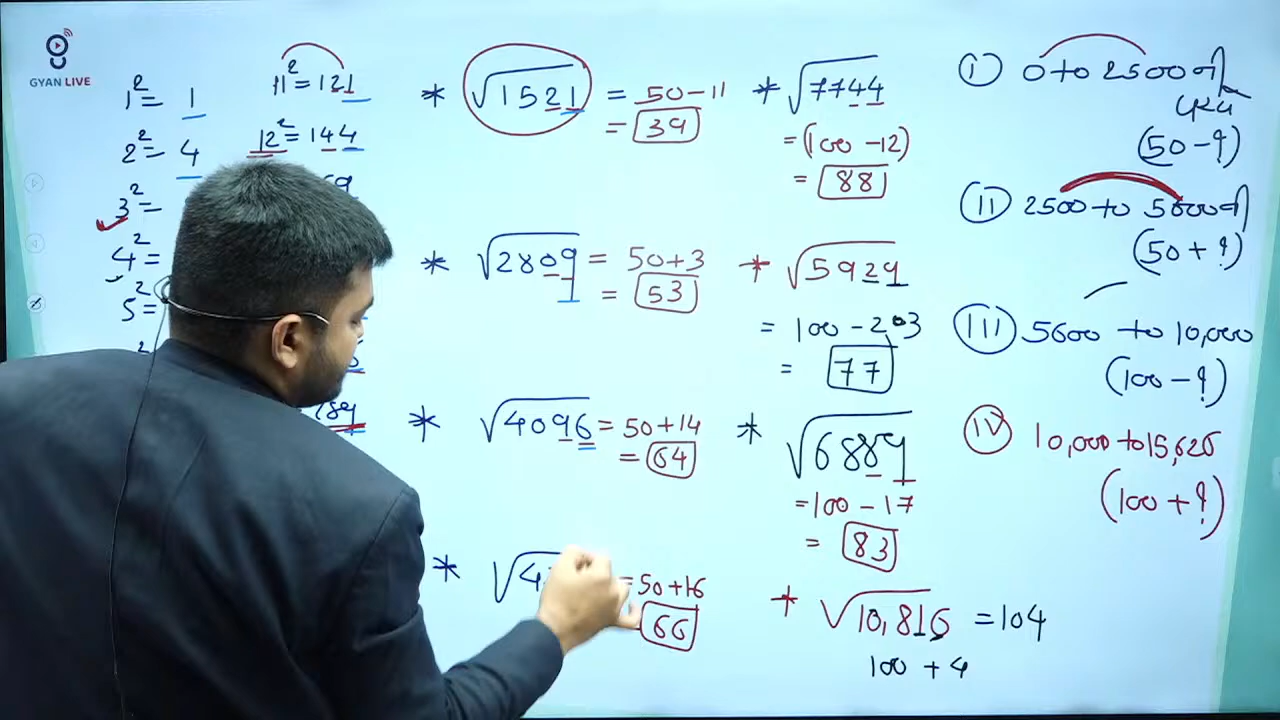 GYAN LIVE
1² = 1
2² = 4
3² =
4² =
5² =
11² = 121
12² = 144
69
289
* √1521 = 50-11
= 39
* √2809 = 50+3
= 53
* √4096 = 50+14
= 64
* √4
= 50+16
66
* √7744
= (100-12)
= 88
* √5929
= 100-23
= 77
* √6889
= 100-17
= 83
* √10,816 = 104
100 + 4
(I) 0 to 2500
(50-?)
(II) 2500 to
(50+?)
(III) to 10,000
(100-?)
(IV) 10,000 to 15,625
(100+?)